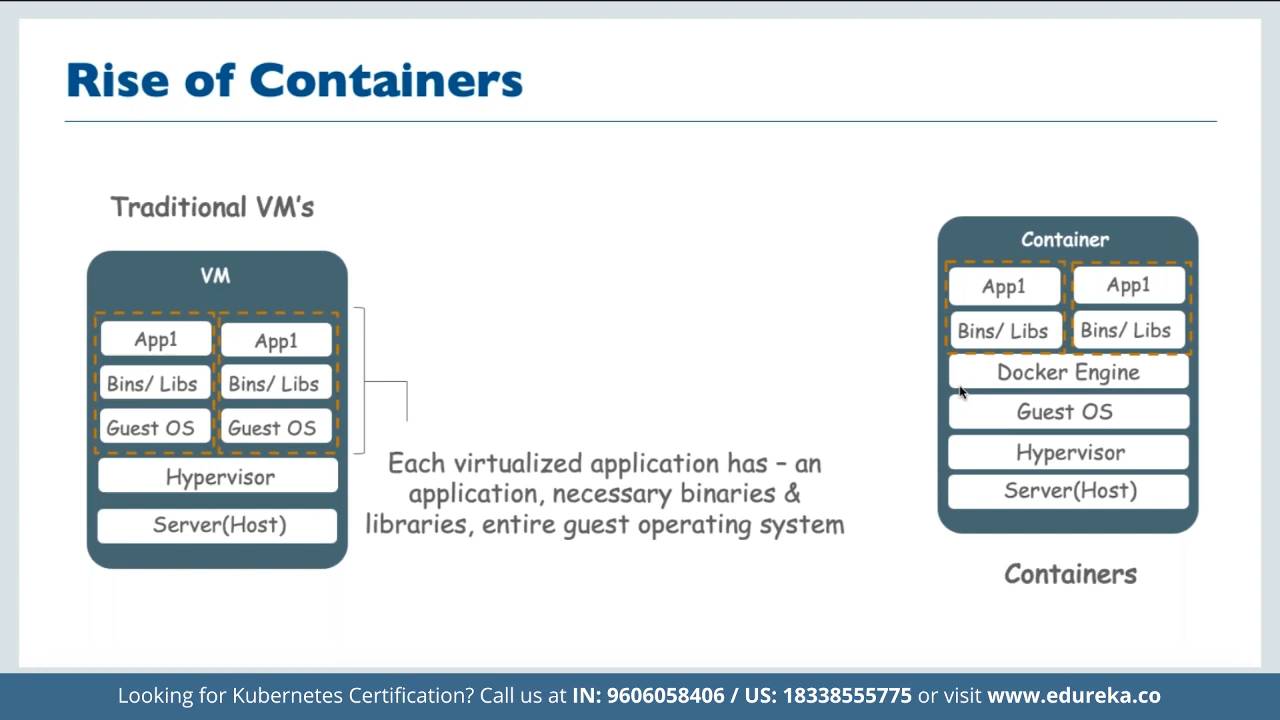 Rise of Containers
Traditional VM's
VM
App1 App1
Bins/ Libs Bins/ Libs
Guest OS Guest OS
Hypervisor
Server(Host)
Each virtualized application has – an
application, necessary binaries &
libraries, entire guest operating system
Container
App1 App1
Bins/ Libs Bins/ Libs
Docker Engine
Guest OS
Hypervisor
Server(Host)
Containers
Looking for Kubernetes Certification? Call us at IN: 9606058406 / US: 18338555775 or visit www.edureka.co